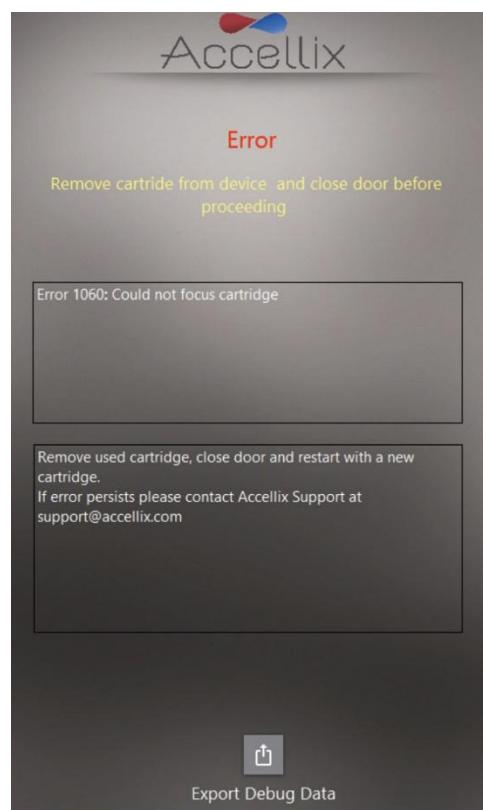 Accellix
Error
Remove cartride from device and close door before
proceeding
Error 1060: Could not focus cartridge
Remove used cartridge, close door and restart with a new
cartridge.
If error persists please contact Accellix Support at
support@accellix.com
Export Debug Data